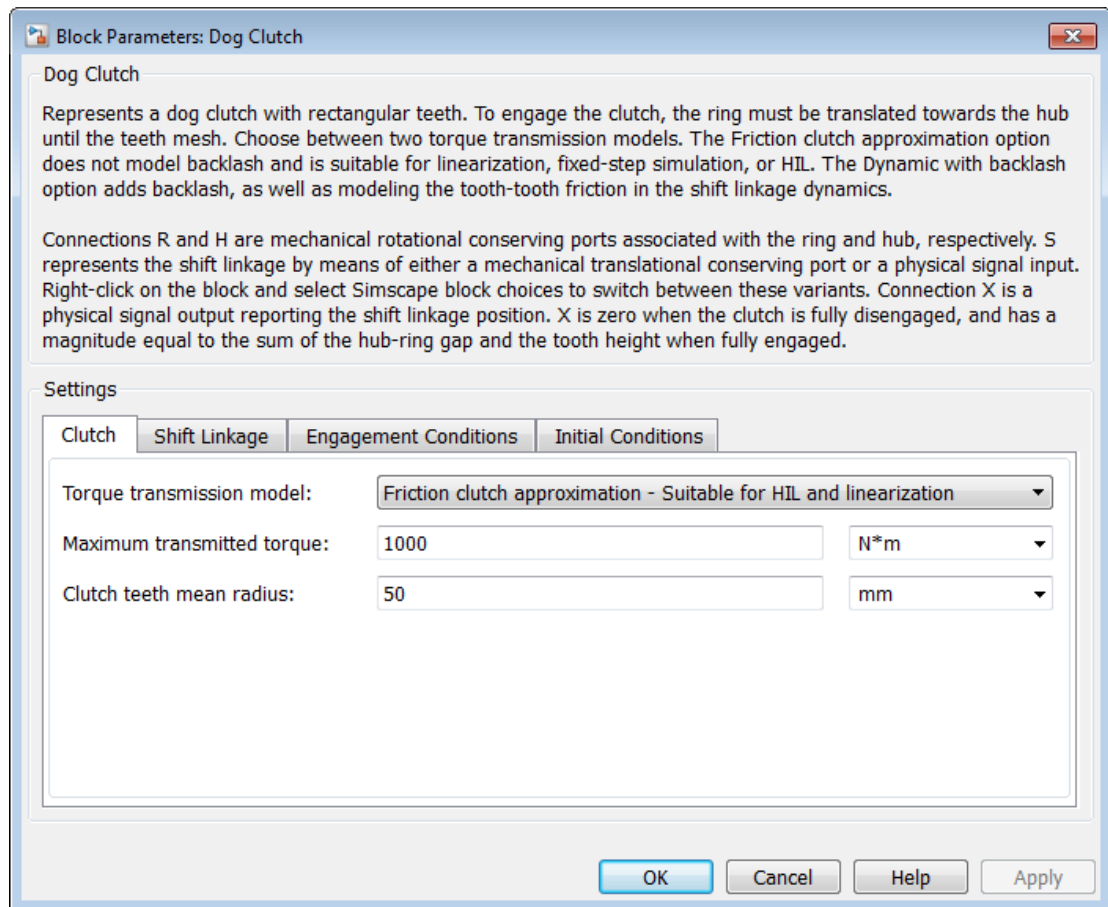 Block Parameters: Dog Clutch
Dog Clutch
Represents a dog clutch with rectangular teeth. To engage the clutch, the ring must be translated towards the hub
until the teeth mesh. Choose between two torque transmission models. The Friction clutch approximation option
does not model backlash and is suitable for linearization, fixed-step simulation, or HIL. The Dynamic with backlash
option adds backlash, as well as modeling the tooth-tooth friction in the shift linkage dynamics.
Connections R and H are mechanical rotational conserving ports associated with the ring and hub, respectively. S
represents the shift linkage by means of either a mechanical translational conserving port or a physical signal input.
Right-click on the block and select Simscape block choices to switch between these variants. Connection X is a
physical signal output reporting the shift linkage position. X is zero when the clutch is fully disengaged, and has a
magnitude equal to the sum of the hub-ring gap and the tooth height when fully engaged.
Settings
Clutch Shift Linkage Engagement Conditions Initial Conditions
Torque transmission model: Friction clutch approximation - Suitable for HIL and linearization
Maximum transmitted torque: 1000 N*m
Clutch teeth mean radius: 50 mm
OK Cancel Help Apply